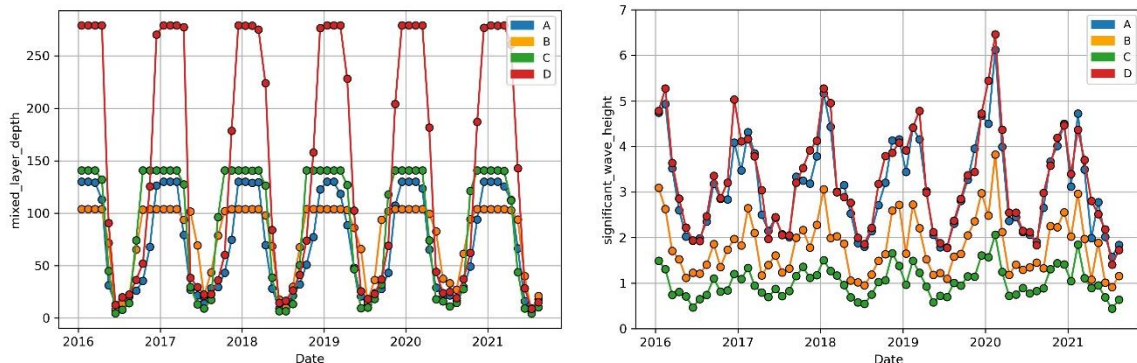 mixed_layer_depth
250
200
150
100
50
0
2016 2017 2018 2019 2020 2021
Date
A
B
C
D
significant_wave_height
7
6
5
4
3
2
1
0
2016 2017 2018 2019 2020 2021
Date
A
B
C
D